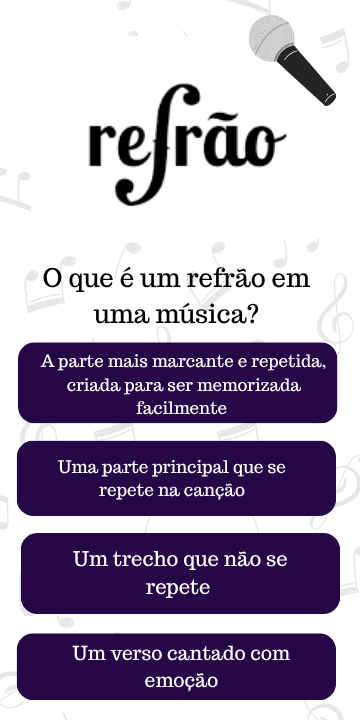 refrão
O que é um refrão em
uma música?
A parte mais marcante e repetida,
criada para ser memorizada
facilmente
Uma parte principal que se
repete na canção
Um trecho que não se
repete
Um verso cantado com
emoção